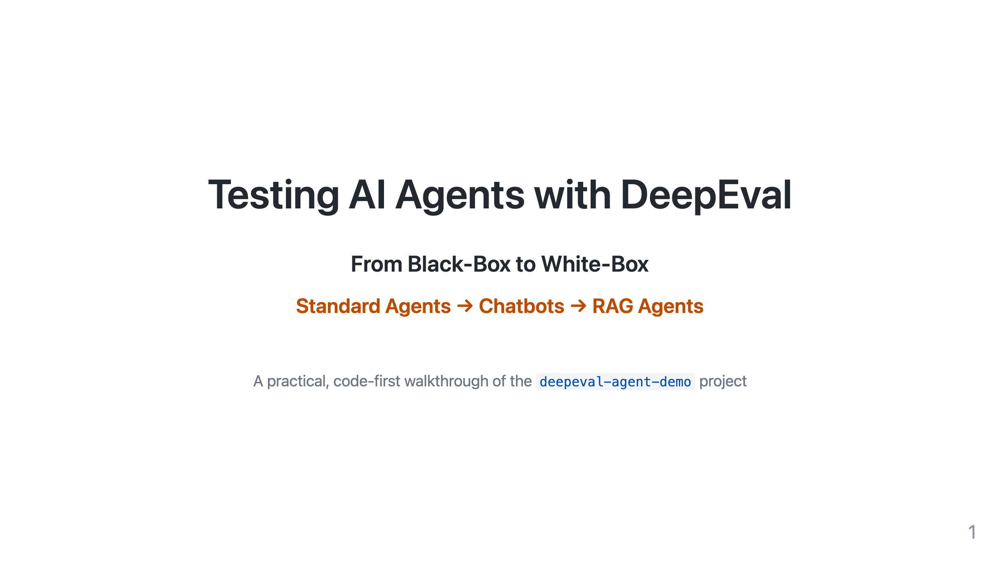 Testing AI Agents with DeepEval
From Black-Box to White-Box
Standard Agents → Chatbots → RAG Agents
A practical, code-first walkthrough of the deepeval-agent-demo project
1